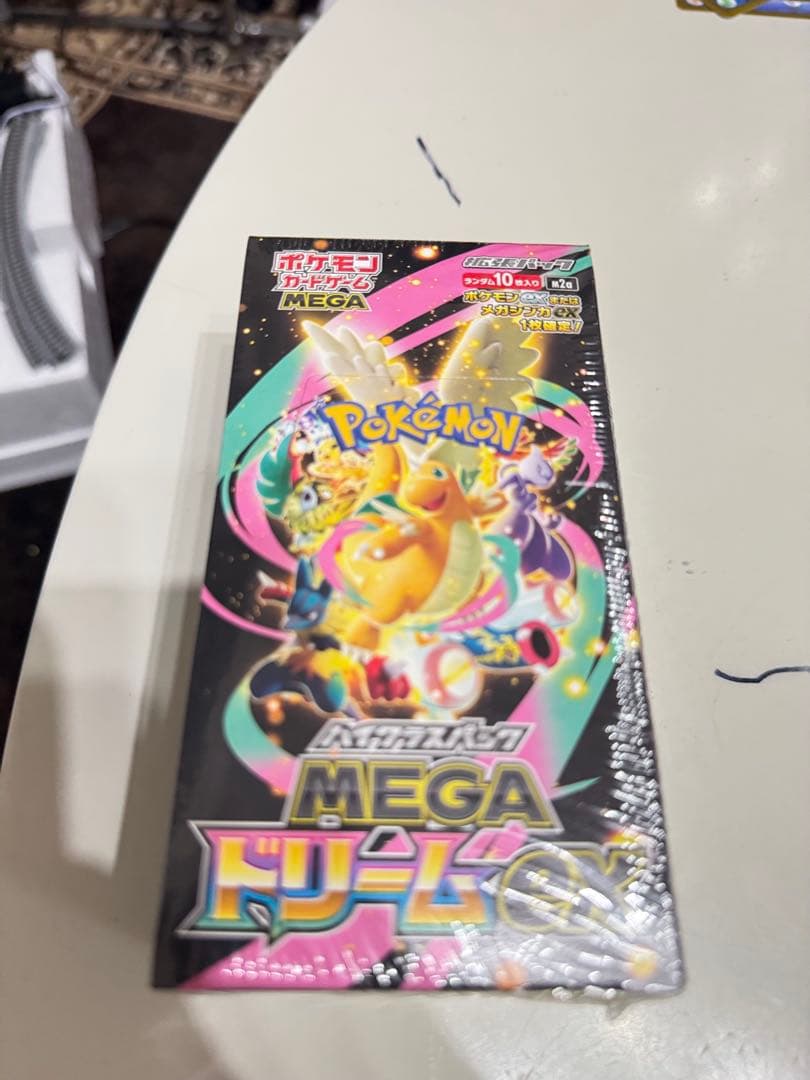 ポケモン
カードゲーム
MEGA
拡張パック
ランダム10枚入り
M2a
ポケモンexまたは
メガシンカex
1枚確定!
POKéMON
ハイクラスパック
MEGA
ドリームex